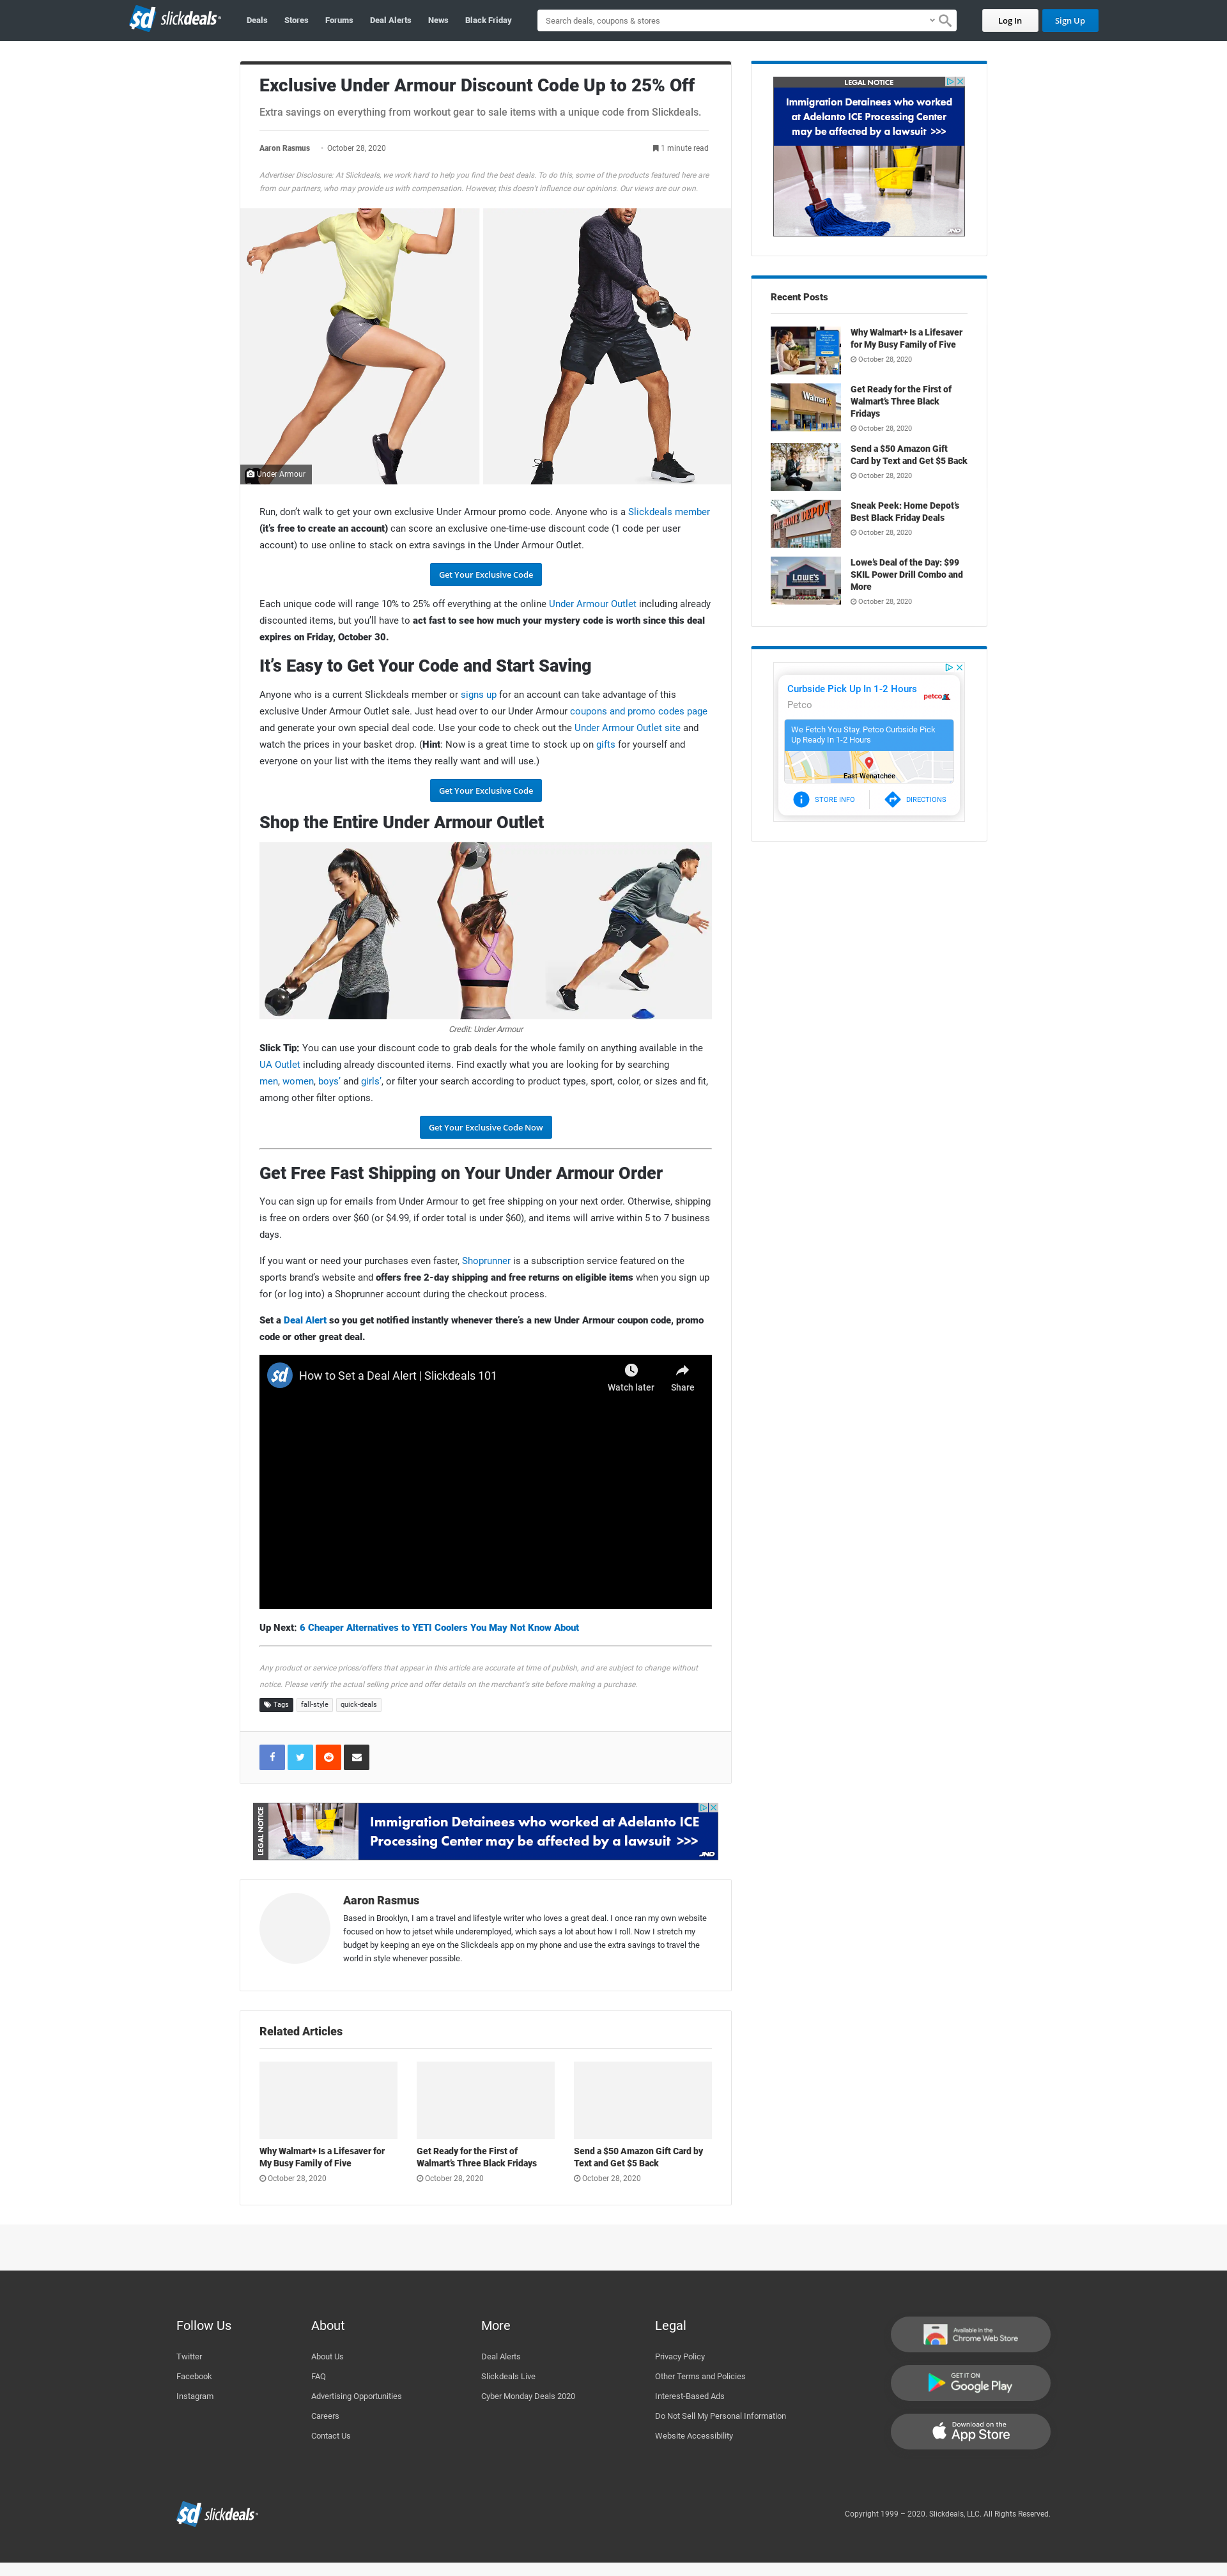 slickdeals
Deals
Stores
Forums
Deal Alerts
News
Black Friday
Search deals, coupons & stores
Log In
Sign Up
Exclusive Under Armour Discount Code Up to 25% Off
Extra savings on everything from workout gear to sale items with a unique code from Slickdeals.
Aaron Rasmus · October 28, 2020
1 minute read
Advertiser Disclosure: At Slickdeals, we work hard to help you find the best deals. To do this, some of the products featured here are
from our partners, who may provide us with compensation. However, this doesn't influence our opinions. Our views are our own.
Under Armour
Run, don't walk to get your own exclusive Under Armour promo code. Anyone who is a Slickdeals member
(it's free to create an account) can score an exclusive one-time-use discount code (1 code per user
account) to use online to stack on extra savings in the Under Armour Outlet.
Get Your Exclusive Code
Each unique code will range 10% to 25% off everything at the online Under Armour Outlet including already
discounted items, but you'll have to act fast to see how much your mystery code is worth since this deal
expires on Friday, October 30.
It's Easy to Get Your Code and Start Saving
Anyone who is a current Slickdeals member or signs up for an account can take advantage of this
exclusive Under Armour Outlet sale. Just head over to our Under Armour coupons and promo codes page
and generate your own special deal code. Use your code to check out the Under Armour Outlet site and
watch the prices in your basket drop. (Hint: Now is a great time to stock up on gifts for yourself and
everyone on your list with the items they really want and will use.)
Get Your Exclusive Code
Shop the Entire Under Armour Outlet
Credit: Under Armour
Slick Tip: You can use your discount code to grab deals for the whole family on anything available in the
UA Outlet including already discounted items. Find exactly what you are looking for by searching
men, women, boys' and girls', or filter your search according to product types, sport, color, or sizes and fit,
among other filter options.
Get Your Exclusive Code Now
Get Free Fast Shipping on Your Under Armour Order
You can sign up for emails from Under Armour to get free shipping on your next order. Otherwise, shipping
is free on orders over $60 (or $4.99, if order total is under $60), and items will arrive within 5 to 7 business
days.
If you want or need your purchases even faster, Shoprunner is a subscription service featured on the
sports brand's website and offers free 2-day shipping and free returns on eligible items when you sign up
for (or log into) a Shoprunner account during the checkout process.
Set a Deal Alert so you get notified instantly whenever there's a new Under Armour coupon code, promo
code or other great deal.
sd
How to Set a Deal Alert | Slickdeals 101
Watch later
Share
Up Next: 6 Cheaper Alternatives to YETI Coolers You May Not Know About
Any product or service prices/offers that appear in this article are accurate at time of publish, and are subject to change without
notice. Please verify the actual selling price and offer details on the merchant's site before making a purchase.
Tags
fall-style
quick-deals
LEGAL NOTICE
Immigration Detainees who worked at Adelanto ICE
Processing Center may be affected by a lawsuit >>>
JND
Aaron Rasmus
Based in Brooklyn, I am a travel and lifestyle writer who loves a great deal. I once ran my own website
focused on how to jetset while underemployed, which says a lot about how I roll. Now I stretch my
budget by keeping an eye on the Slickdeals app on my phone and use the extra savings to travel the
world in style whenever possible.
Related Articles
Why Walmart+ Is a Lifesaver for
My Busy Family of Five
October 28, 2020
Get Ready for the First of
Walmart's Three Black Fridays
October 28, 2020
Send a $50 Amazon Gift Card by
Text and Get $5 Back
October 28, 2020
LEGAL NOTICE
Immigration Detainees who worked
at Adelanto ICE Processing Center
may be affected by a lawsuit >>>
JND
Recent Posts
Why Walmart+ Is a Lifesaver
for My Busy Family of Five
October 28, 2020
Walmart
Get Ready for the First of
Walmart's Three Black
Fridays
October 28, 2020
Send a $50 Amazon Gift
Card by Text and Get $5 Back
October 28, 2020
THE HOME DEPOT
Sneak Peek: Home Depot's
Best Black Friday Deals
October 28, 2020
LOWE'S
Lowe's Deal of the Day: $99
SKIL Power Drill Combo and
More
October 28, 2020
Curbside Pick Up In 1-2 Hours
Petco
petco
We Fetch You Stay. Petco Curbside Pick
Up Ready In 1-2 Hours
East Wenatchee
STORE INFO
DIRECTIONS
Follow Us
Twitter
Facebook
Instagram
About
About Us
FAQ
Advertising Opportunities
Careers
Contact Us
More
Deal Alerts
Slickdeals Live
Cyber Monday Deals 2020
Legal
Privacy Policy
Other Terms and Policies
Interest-Based Ads
Do Not Sell My Personal Information
Website Accessibility
Available in the
Chrome Web Store
GET IT ON
Google Play
Download on the
App Store
slickdeals
Copyright 1999 – 2020. Slickdeals, LLC. All Rights Reserved.